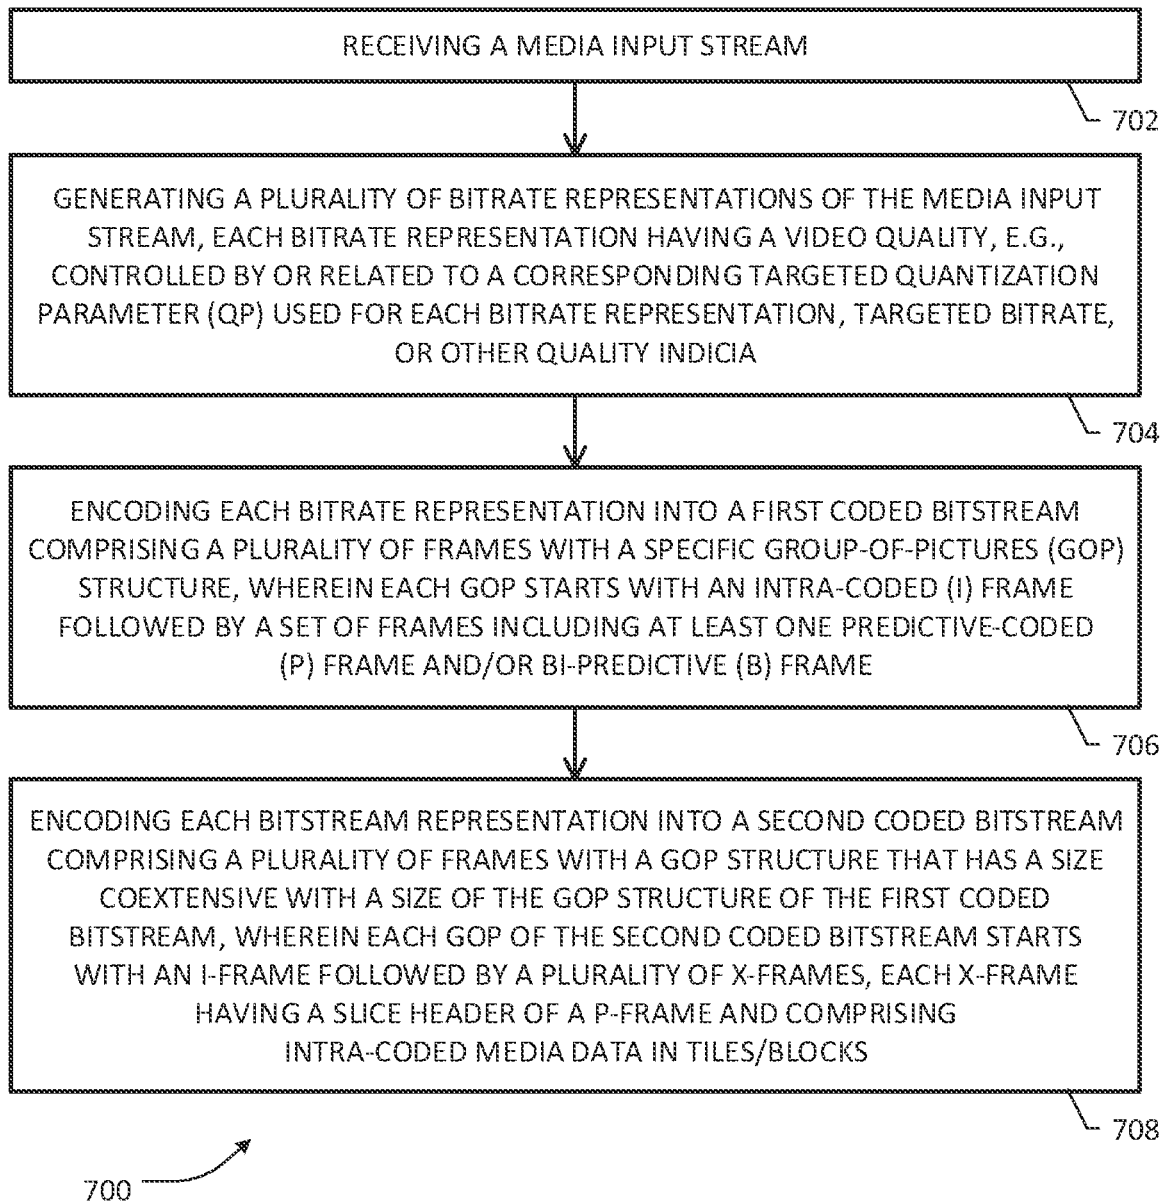 RECEIVING A MEDIA INPUT STREAM
702
GENERATING A PLURALITY OF BITRATE REPRESENTATIONS OF THE MEDIA INPUT
STREAM, EACH BITRATE REPRESENTATION HAVING A VIDEO QUALITY, E.G.,
CONTROLLED BY OR RELATED TO A CORRESPONDING TARGETED QUANTIZATION
PARAMETER (QP) USED FOR EACH BITRATE REPRESENTATION, TARGETED BITRATE,
OR OTHER QUALITY INDICIA
704
ENCODING EACH BITRATE REPRESENTATION INTO A FIRST CODED BITSTREAM
COMPRISING A PLURALITY OF FRAMES WITH A SPECIFIC GROUP-OF-PICTURES (GOP)
STRUCTURE, WHEREIN EACH GOP STARTS WITH AN INTRA-CODED (I) FRAME
FOLLOWED BY A SET OF FRAMES INCLUDING AT LEAST ONE PREDICTIVE-CODED
(P) FRAME AND/OR BI-PREDICTIVE (B) FRAME
706
ENCODING EACH BITSTREAM REPRESENTATION INTO A SECOND CODED BITSTREAM
COMPRISING A PLURALITY OF FRAMES WITH A GOP STRUCTURE THAT HAS A SIZE
COEXTENSIVE WITH A SIZE OF THE GOP STRUCTURE OF THE FIRST CODED
BITSTREAM, WHEREIN EACH GOP OF THE SECOND CODED BITSTREAM STARTS
WITH AN I-FRAME FOLLOWED BY A PLURALITY OF X-FRAMES, EACH X-FRAME
HAVING A SLICE HEADER OF A P-FRAME AND COMPRISING
INTRA-CODED MEDIA DATA IN TILES/BLOCKS
708
700